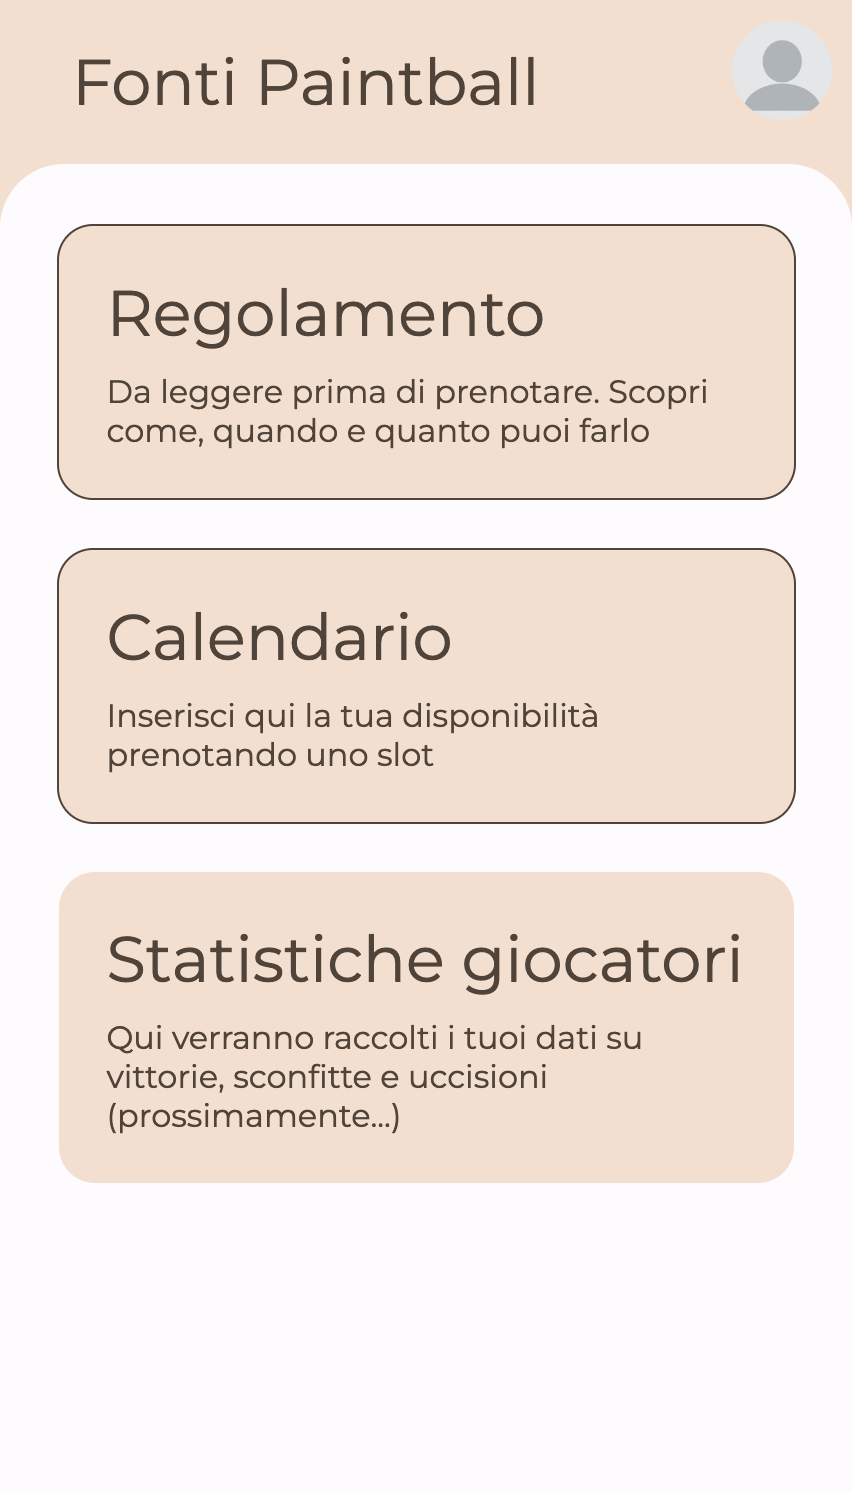 Fonti Paintball
Regolamento
Da leggere prima di prenotare. Scopri
come, quando e quanto puoi farlo
Calendario
Inserisci qui la tua disponibilità
prenotando uno slot
Statistiche giocatori
Qui verranno raccolti i tuoi dati su
vittorie, sconfitte e uccisioni
(prossimamente...)